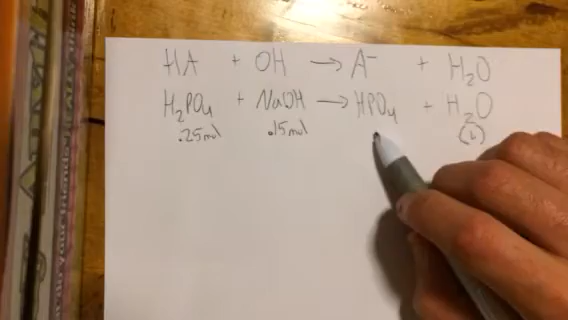 HA + OH → A⁻ + H₂O
H₂PO₄ + NaOH → HPO₄ + H₂O
.25mol .15mol (L)